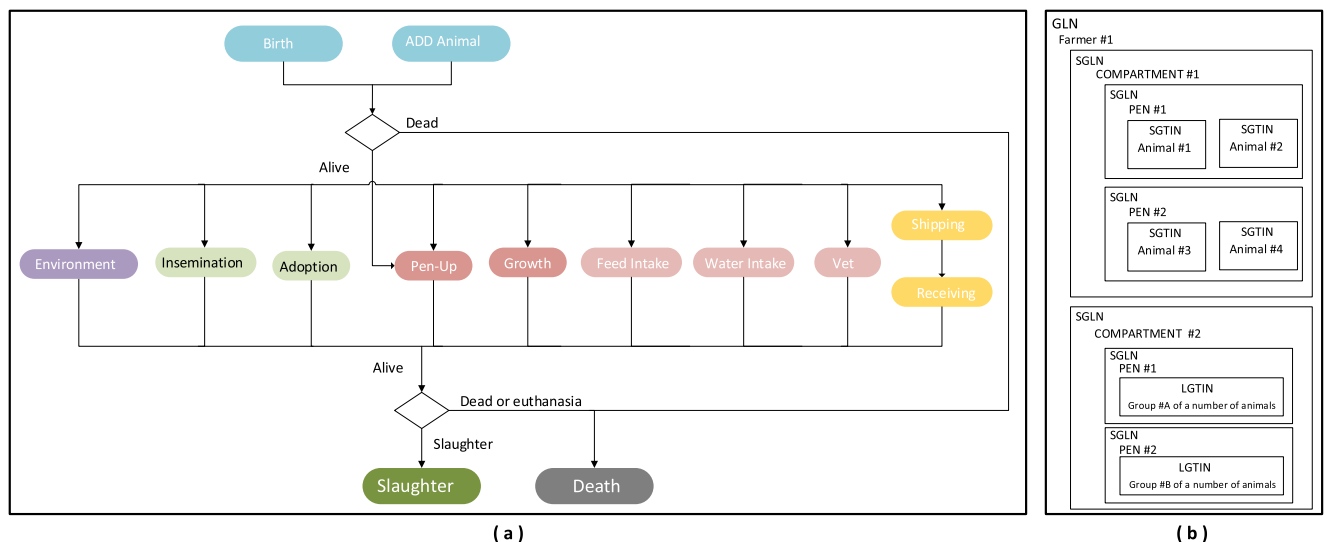 Birth
ADD Animal
Dead
Alive
Environment
Insemination
Adoption
Pen-Up
Growth
Feed Intake
Water Intake
Vet
Shipping
Receiving
Alive
Dead or euthanasia
Slaughter
Slaughter
Death
( a )
GLN
Farmer #1
SGLN
COMPARTMENT #1
SGLN
PEN #1
SGTIN
Animal #1
SGTIN
Animal #2
SGLN
PEN #2
SGTIN
Animal #3
SGTIN
Animal #4
SGLN
COMPARTMENT #2
SGLN
PEN #1
LGTIN
Group #A of a number of animals
SGLN
PEN #2
LGTIN
Group #B of a number of animals
( b )